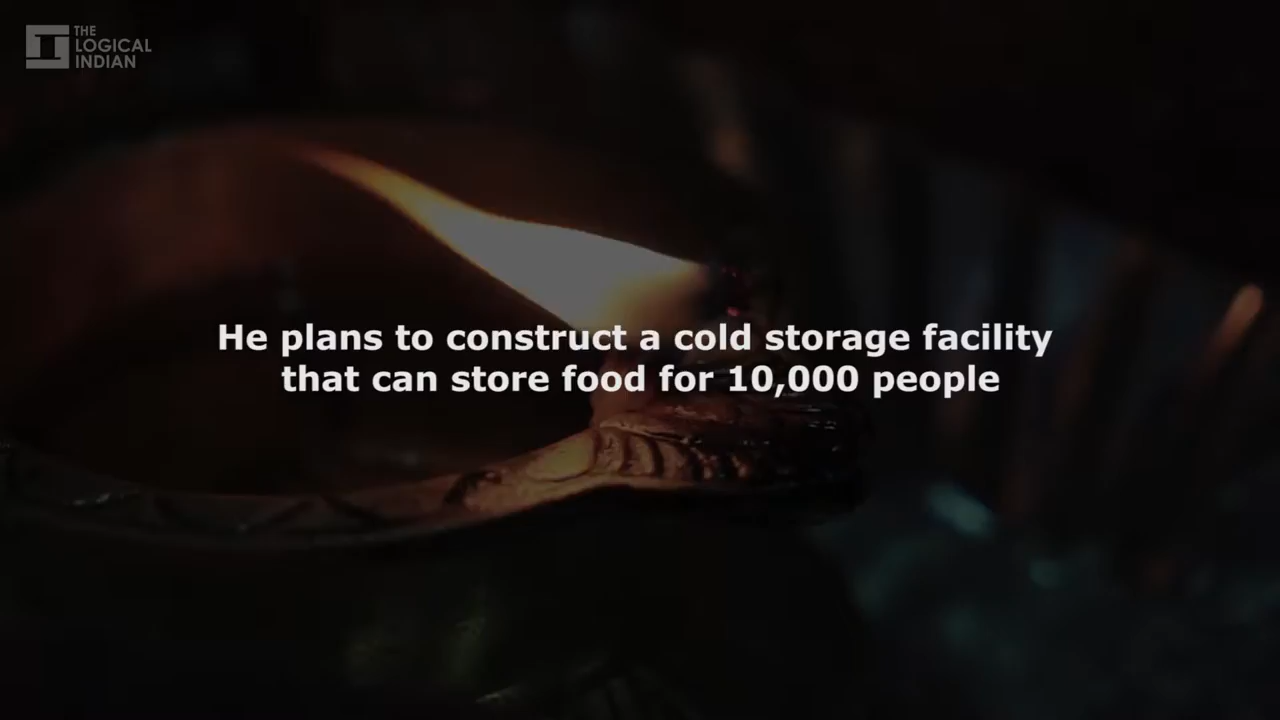 THE
LOGICAL
INDIAN
He plans to construct a cold storage facility
that can store food for 10,000 people